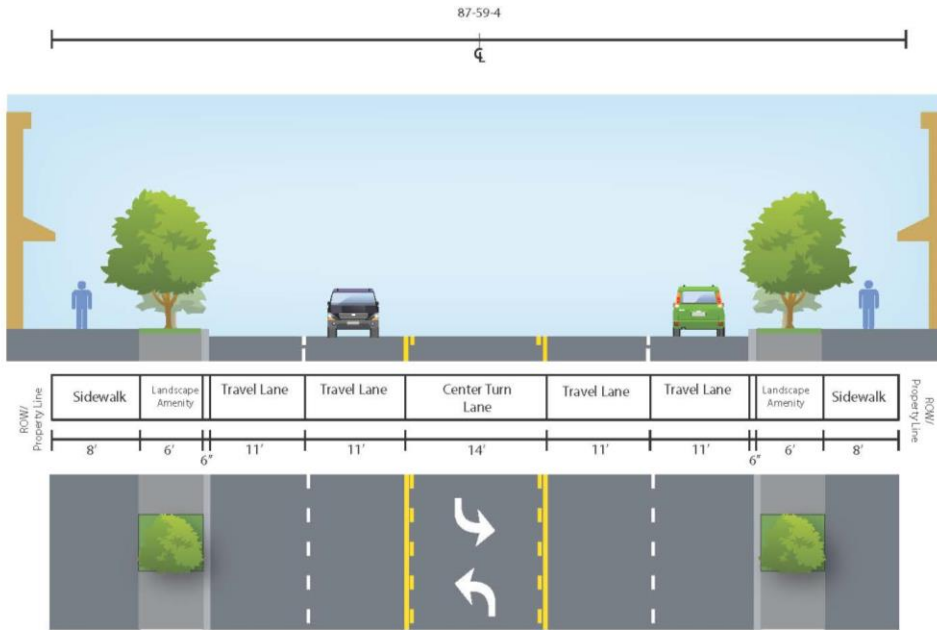 87-59-4
℄
ROW/
Property Line
Sidewalk
Landscape
Amenity
Travel Lane
Travel Lane
Center Turn
Lane
Travel Lane
Travel Lane
Landscape
Amenity
Sidewalk
ROW/
Property Line
8'
6'
6"
11'
11'
14'
11'
11'
6"
6'
8'